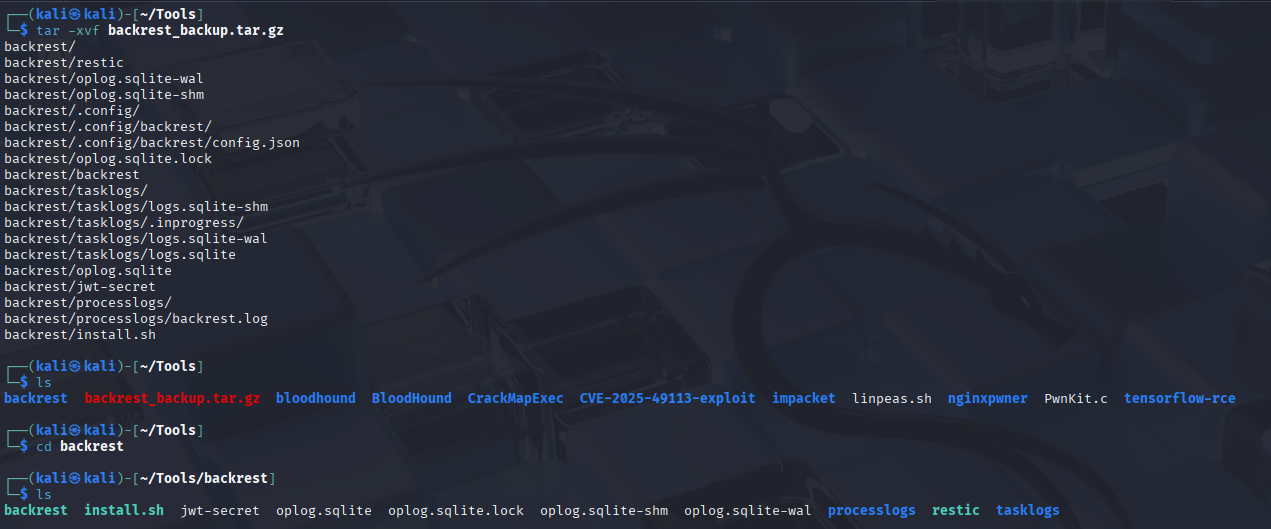 ┌──(kali㉿kali)-[~/Tools]
└─$ tar -xvf backrest_backup.tar.gz
backrest/
backrest/restic
backrest/oplog.sqlite-wal
backrest/oplog.sqlite-shm
backrest/.config/
backrest/.config/backrest/
backrest/.config/backrest/config.json
backrest/oplog.sqlite.lock
backrest/backrest
backrest/tasklogs/
backrest/tasklogs/logs.sqlite-shm
backrest/tasklogs/.inprogress/
backrest/tasklogs/logs.sqlite-wal
backrest/tasklogs/logs.sqlite
backrest/oplog.sqlite
backrest/jwt-secret
backrest/processlogs/
backrest/processlogs/backrest.log
backrest/install.sh
┌──(kali㉿kali)-[~/Tools]
└─$ ls
backrest  backrest_backup.tar.gz  bloodhound  BloodHound  CrackMapExec  CVE-2025-49113-exploit  impacket  linpeas.sh  nginxpwner  PwnKit.c  tensorflow-rce
┌──(kali㉿kali)-[~/Tools]
└─$ cd backrest
┌──(kali㉿kali)-[~/Tools/backrest]
└─$ ls
backrest  install.sh  jwt-secret  oplog.sqlite  oplog.sqlite.lock  oplog.sqlite-shm  oplog.sqlite-wal  processlogs  restic  tasklogs